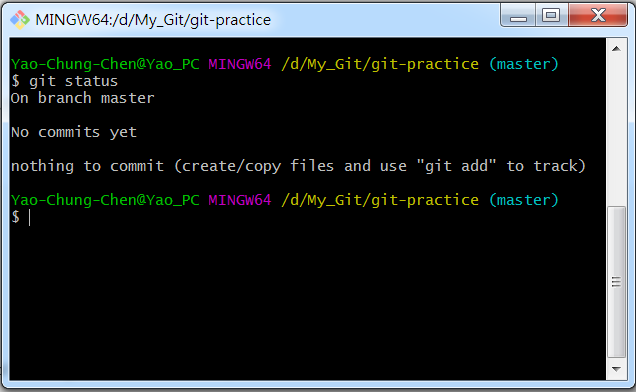 MINGW64:/d/My_Git/git-practice
Yao-Chung-Chen@Yao_PC MINGW64 /d/My_Git/git-practice (master)
$ git status
On branch master
No commits yet
nothing to commit (create/copy files and use "git add" to track)
Yao-Chung-Chen@Yao_PC MINGW64 /d/My_Git/git-practice (master)
$